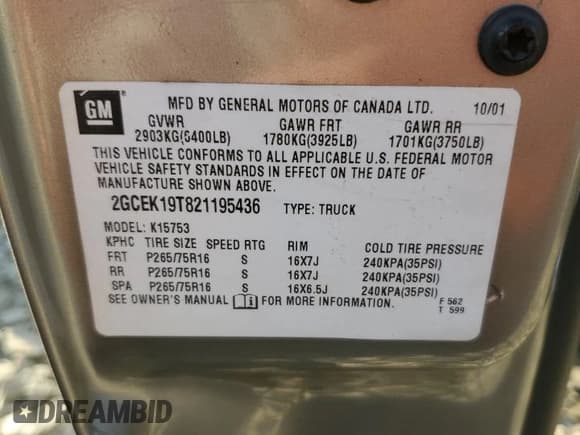 GM
MFD BY GENERAL MOTORS OF CANADA LTD. 10/01
GVWR GAWR FRT GAWR RR
2903KG(6400LB) 1780KG(3925LB) 1701KG(3750LB)
THIS VEHICLE CONFORMS TO ALL APPLICABLE U.S. FEDERAL MOTOR
VEHICLE SAFETY STANDARDS IN EFFECT ON THE DATE OF
MANUFACTURE SHOWN ABOVE.
2GCEK19T821195436 TYPE: TRUCK
MODEL: K15753
KPHC TIRE SIZE SPEED RTG RIM COLD TIRE PRESSURE
FRT P265/75R16 S 16X7J 240KPA(35PSI)
RR P265/75R16 S 16X7J 240KPA(35PSI)
SPA P265/75R16 S 16X6.5J 240KPA(35PSI)
SEE OWNER'S MANUAL FOR MORE INFORMATION. F 562
T 599
DREAMBID